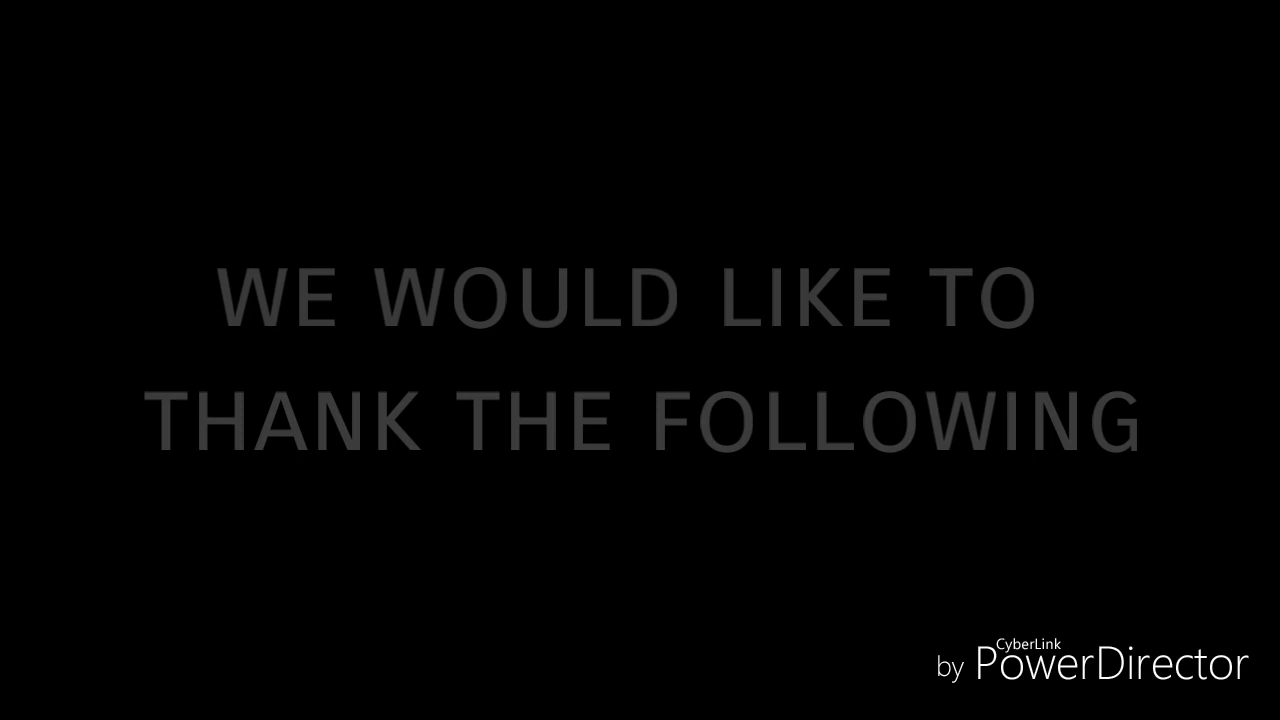 WE WOULD LIKE TO
THANK THE FOLLOWING
CyberLink
by PowerDirector